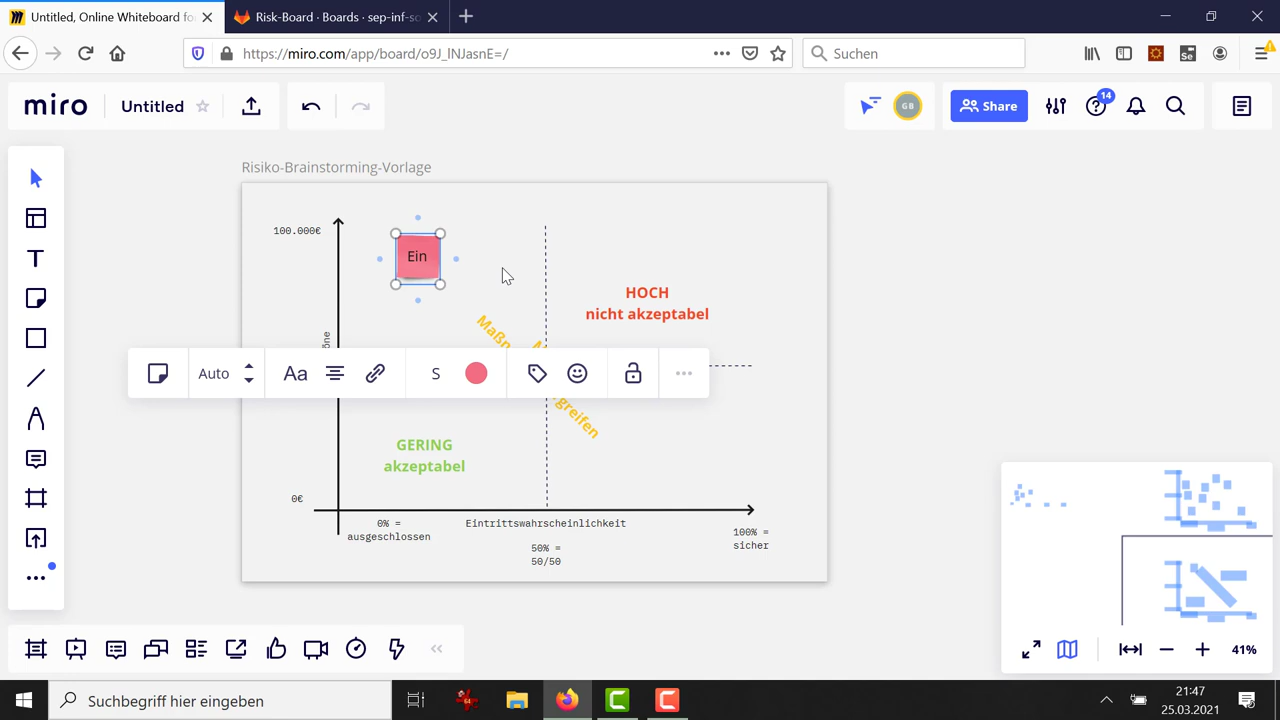 Untitled, Online Whiteboard fo
Risk-Board · Boards · sep-inf-so
https://miro.com/app/board/o9J_lNJasnE=/
Suchen
miro
Untitled
GB
Share
14
Risiko-Brainstorming-Vorlage
100.000€
Ein
HOCH
nicht akzeptabel
Auto
Aa
S
GERING
akzeptabel
0€
0% =
ausgeschlossen
Eintrittswahrscheinlichkeit
50% =
50/50
100% =
sicher
41%
Suchbegriff hier eingeben
21:47
25.03.2021